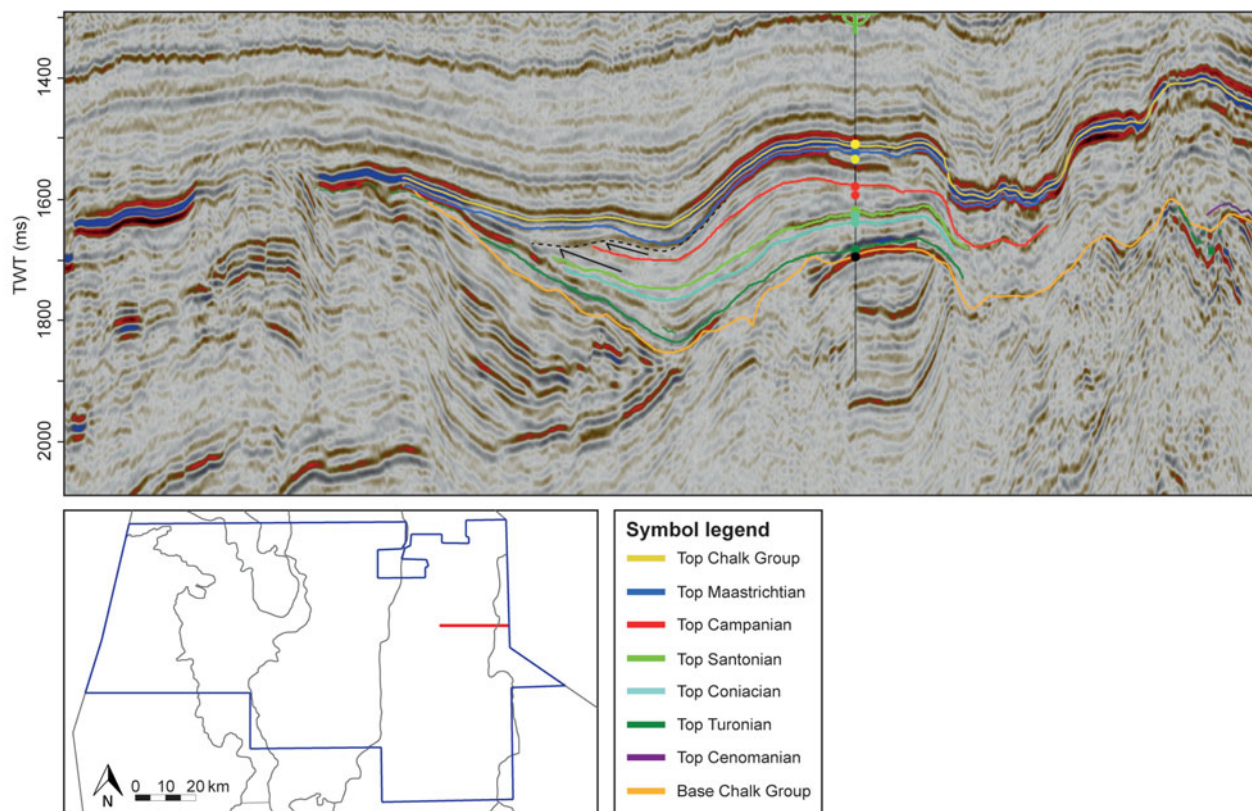 TWT (ms)
1400
1600
1800
2000
N
0 10 20 km
Symbol legend
Top Chalk Group
Top Maastrichtian
Top Campanian
Top Santonian
Top Coniacian
Top Turonian
Top Cenomanian
Base Chalk Group